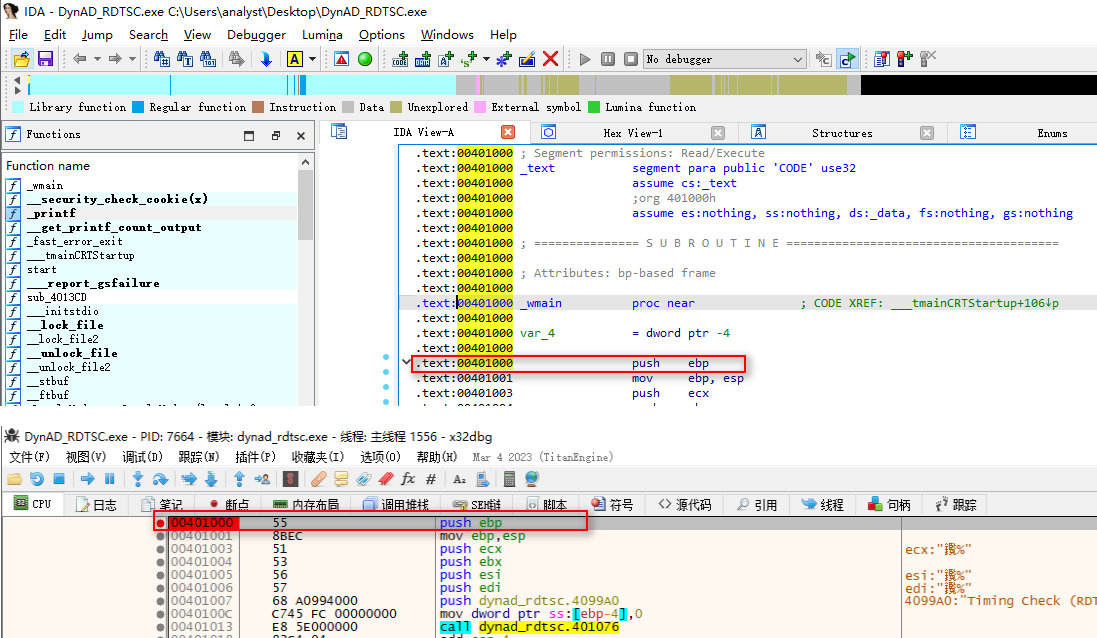 IDA - DynAD_RDTSC.exe C:\Users\analyst\Desktop\DynAD_RDTSC.exe
File Edit Jump Search View Debugger Lumina Options Windows Help
No debugger
Library function Regular function Instruction Data Unexplored External symbol Lumina function
Functions
IDA View-A Hex View-1 Structures Enums
Function name
_wmain
__security_check_cookie(x)
_printf
__get_printf_count_output
_fast_error_exit
___tmainCRTStartup
start
___report_gsfailure
sub_4013CD
___initstdio
__lock_file
__lock_file2
__unlock_file
__unlock_file2
__stbuf
__ftbuf
.text:00401000 ; Segment permissions: Read/Execute
.text:00401000 _text segment para public 'CODE' use32
.text:00401000 assume cs:_text
.text:00401000 ;org 401000h
.text:00401000 assume es:nothing, ss:nothing, ds:_data, fs:nothing, gs:nothing
.text:00401000
.text:00401000 ; =============== S U B R O U T I N E =======================================
.text:00401000
.text:00401000 ; Attributes: bp-based frame
.text:00401000
.text:00401000 _wmain proc near ; CODE XREF: ___tmainCRTStartup+106↓p
.text:00401000
.text:00401000 var_4 = dword ptr -4
.text:00401000
.text:00401000 push ebp
.text:00401001 mov ebp, esp
.text:00401003 push ecx
DynAD_RDTSC.exe - PID: 7664 - 模块: dynad_rdtsc.exe - 线程: 主线程 1556 - x32dbg
文件(F) 视图(V) 调试(D) 跟踪(N) 插件(P) 收藏夹(I) 选项(O) 帮助(H) Mar 4 2023 (TitanEngine)
CPU 日志 笔记 断点 内存布局 调用堆栈 SEH链 脚本 符号 源代码 引用 线程 句柄 跟踪
00401000 55 push ebp
00401001 8BEC mov ebp,esp
00401003 51 push ecx ecx:"鑀%"
00401004 53 push ebx
00401005 56 push esi esi:"鑀%"
00401006 57 push edi edi:"鑀%"
00401007 68 A0994000 push dynad_rdtsc.4099A0 4099A0:"Timing Check (RDT
0040100C C745 FC 00000000 mov dword ptr ss:[ebp-4],0
00401013 E8 5E000000 call dynad_rdtsc.401076